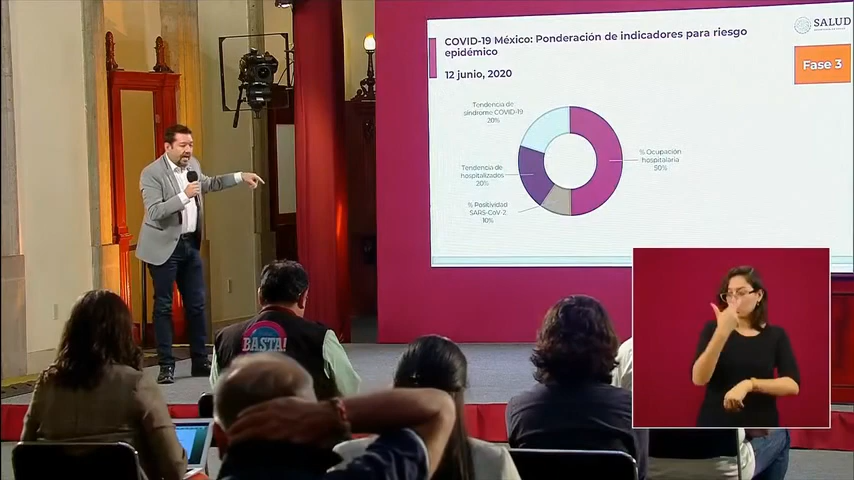 COVID-19 México: Ponderación de indicadores para riesgo
epidémico
12 junio, 2020
SALUD
Fase 3
Tendencia de
síndrome COVID-19
20%
% Ocupación
hospitalaria
50%
Tendencia de
hospitalizados
20%
% Positividad
SARS-CoV-2
10%
BASTA!